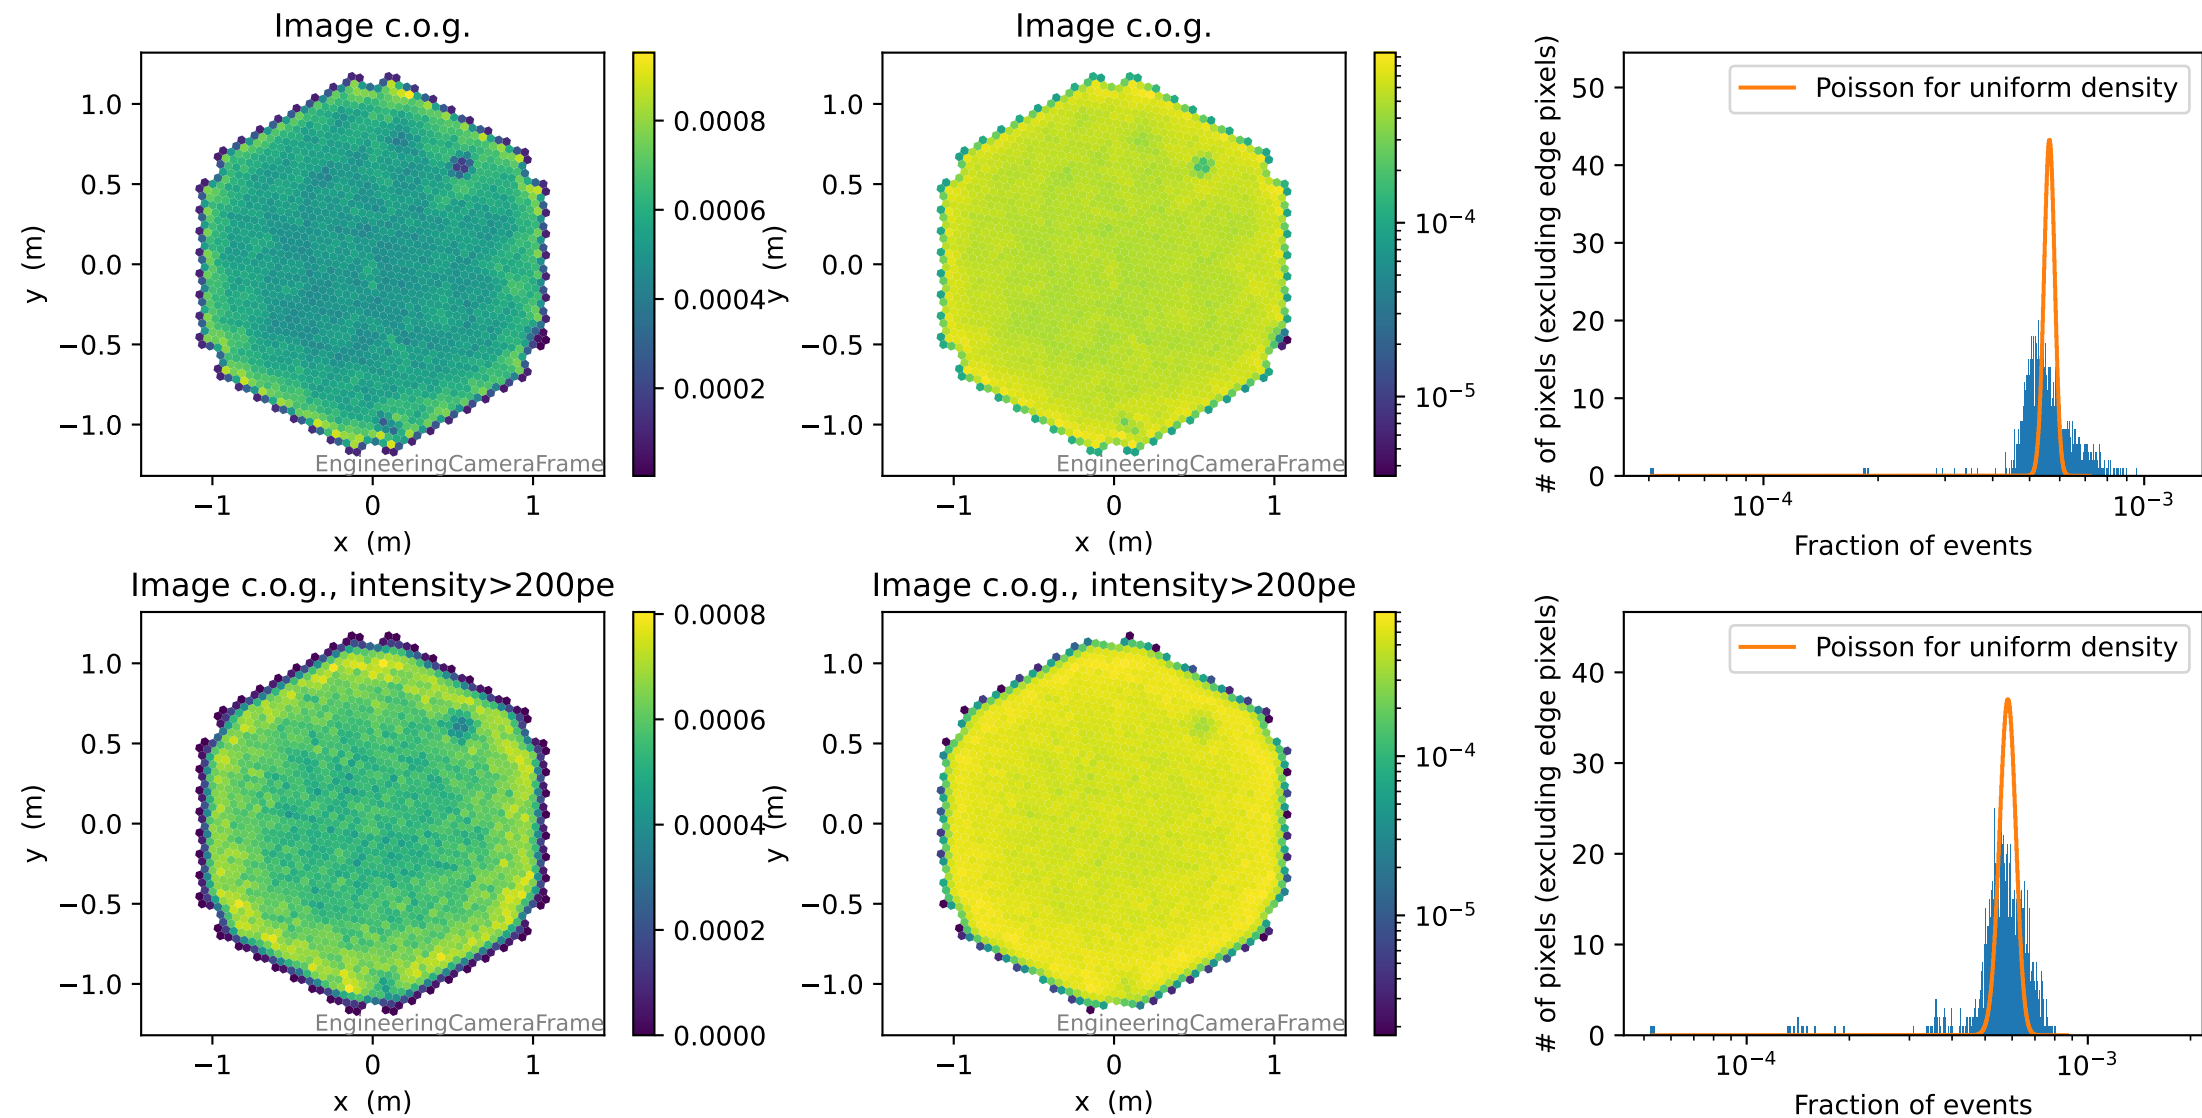 Image c.o.g.
y (m)
1.0
0.5
0.0
−0.5
−1.0
−1
0
1
x (m)
EngineeringCameraFrame
0.0008
0.0006
0.0004
0.0002
Image c.o.g.
y (m)
1.0
0.5
0.0
−0.5
−1.0
−1
0
1
x (m)
EngineeringCameraFrame
10−4
10−5
# of pixels (excluding edge pixels)
50
40
30
20
10
0
Poisson for uniform density
10−4
10−3
Fraction of events
Image c.o.g., intensity>200pe
y (m)
1.0
0.5
0.0
−0.5
−1.0
−1
0
1
x (m)
EngineeringCameraFrame
0.0008
0.0006
0.0004
0.0002
0.0000
Image c.o.g., intensity>200pe
y (m)
1.0
0.5
0.0
−0.5
−1.0
−1
0
1
x (m)
EngineeringCameraFrame
10−4
10−5
# of pixels (excluding edge pixels)
40
30
20
10
0
Poisson for uniform density
10−4
10−3
Fraction of events